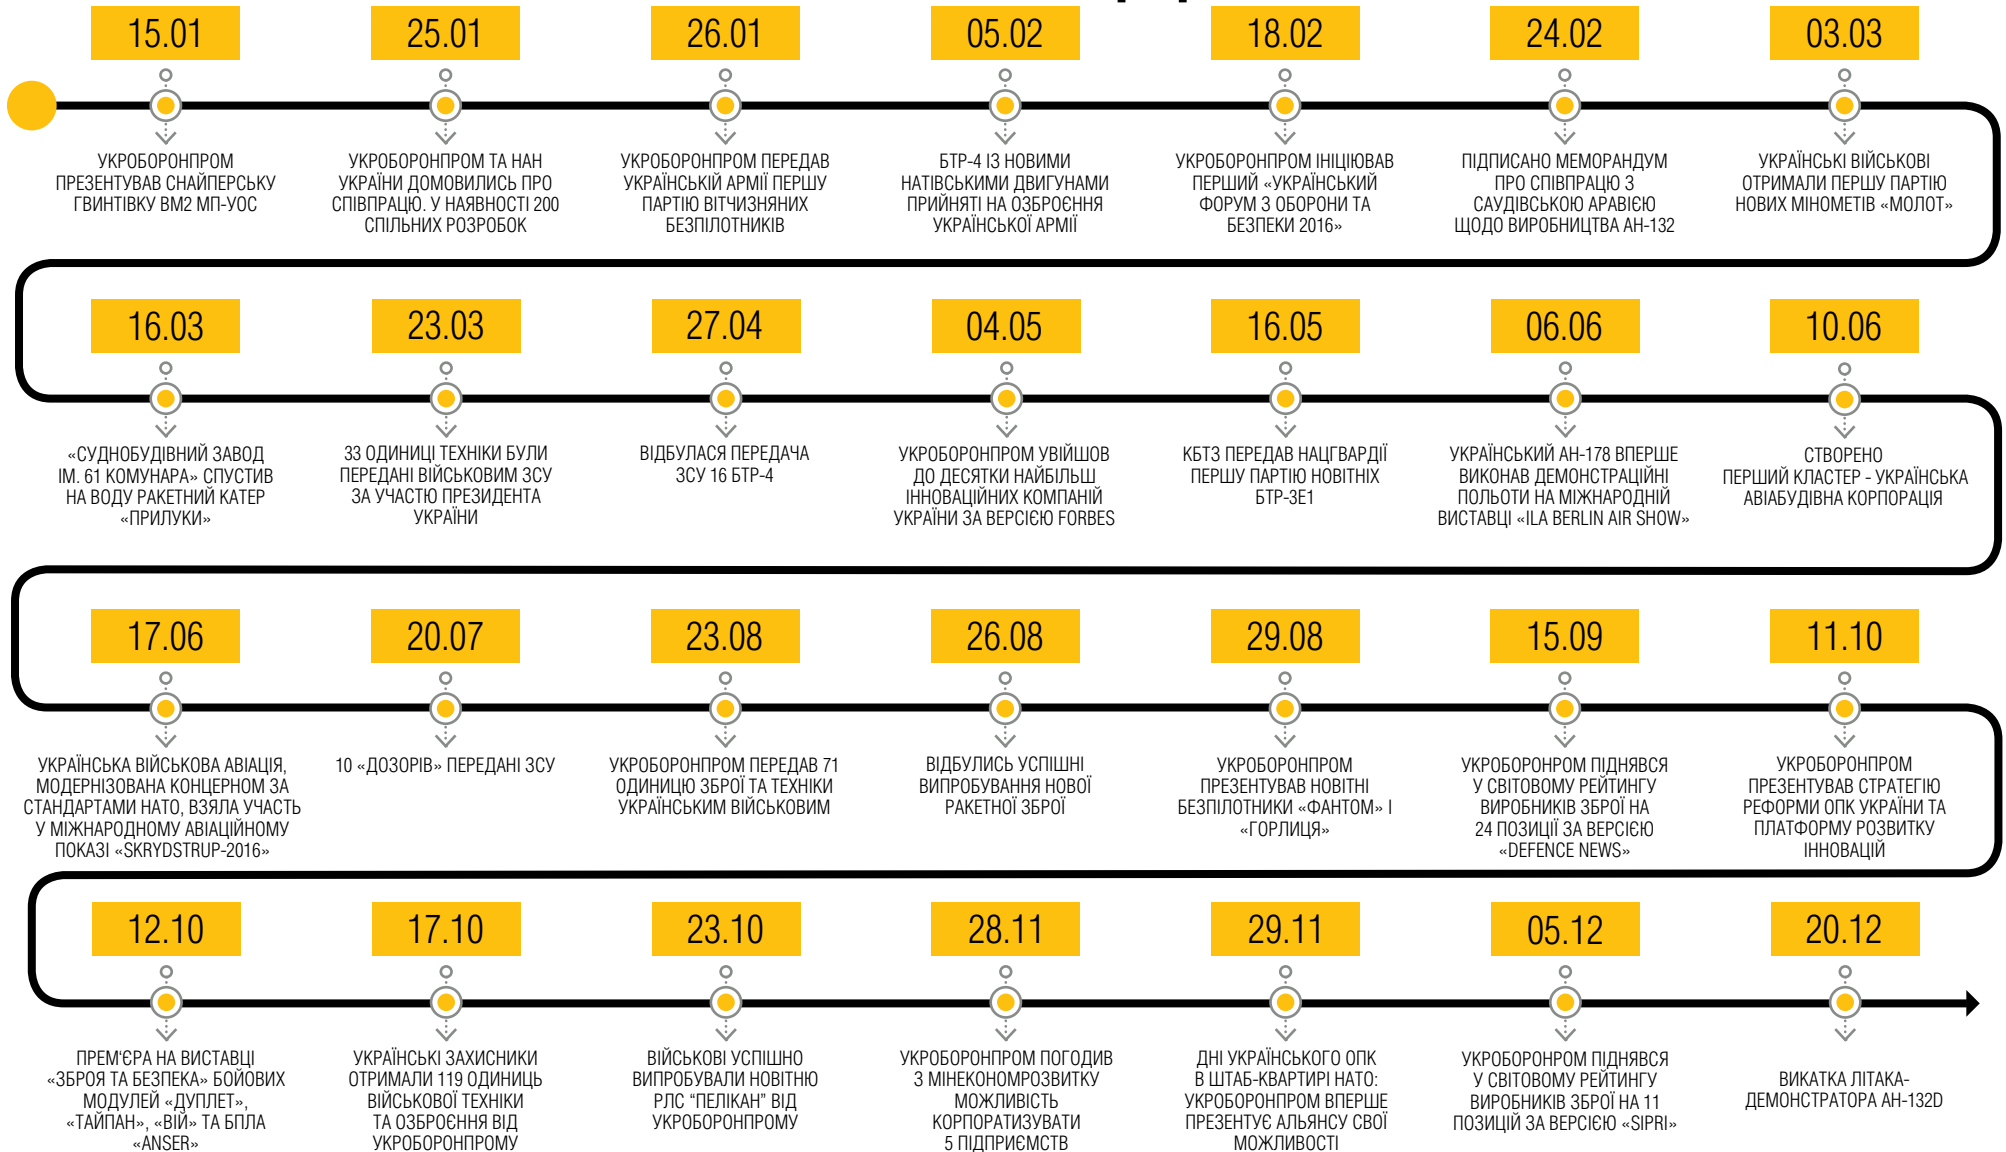 15.01
25.01
26.01
05.02
18.02
24.02
03.03
УКРОБОРОНПРОМ
ПРЕЗЕНТУВАВ СНАЙПЕРСЬКУ
ГВИНТІВКУ ВМ2 МП-УОС
УКРОБОРОНПРОМ ТА НАН
УКРАЇНИ ДОМОВИЛИСЬ ПРО
СПІВПРАЦЮ. У НАЯВНОСТІ 200
СПІЛЬНИХ РОЗРОБОК
УКРОБОРОНПРОМ ПЕРЕДАВ
УКРАЇНСЬКІЙ АРМІЇ ПЕРШУ
ПАРТІЮ ВІТЧИЗНЯНИХ
БЕЗПІЛОТНИКІВ
БТР-4 ІЗ НОВИМИ
НАТІВСЬКИМИ ДВИГУНАМИ
ПРИЙНЯТІ НА ОЗБРОЄННЯ
УКРАЇНСЬКОЇ АРМІЇ
УКРОБОРОНПРОМ ІНІЦІЮВАВ
ПЕРШИЙ «УКРАЇНСЬКИЙ
ФОРУМ З ОБОРОНИ ТА
БЕЗПЕКИ 2016»
ПІДПИСАНО МЕМОРАНДУМ
ПРО СПІВПРАЦЮ З
САУДІВСЬКОЮ АРАВІЄЮ
ЩОДО ВИРОБНИЦТВА АН-132
УКРАЇНСЬКІ ВІЙСЬКОВІ
ОТРИМАЛИ ПЕРШУ ПАРТІЮ
НОВИХ МІНОМЕТІВ «МОЛОТ»
16.03
23.03
27.04
04.05
16.05
06.06
10.06
«СУДНОБУДІВНИЙ ЗАВОД
ІМ. 61 КОМУНАРА» СПУСТИВ
НА ВОДУ РАКЕТНИЙ КАТЕР
«ПРИЛУКИ»
33 ОДИНИЦІ ТЕХНІКИ БУЛИ
ПЕРЕДАНІ ВІЙСЬКОВИМ ЗСУ
ЗА УЧАСТЮ ПРЕЗИДЕНТА
УКРАЇНИ
ВІДБУЛАСЯ ПЕРЕДАЧА
ЗСУ 16 БТР-4
УКРОБОРОНПРОМ УВІЙШОВ
ДО ДЕСЯТКИ НАЙБІЛЬШ
ІННОВАЦІЙНИХ КОМПАНІЙ
УКРАЇНИ ЗА ВЕРСІЄЮ FORBES
КБТЗ ПЕРЕДАВ НАЦГВАРДІЇ
ПЕРШУ ПАРТІЮ НОВІТНІХ
БТР-3Е1
УКРАЇНСЬКИЙ АН-178 ВПЕРШЕ
ВИКОНАВ ДЕМОНСТРАЦІЙНІ
ПОЛЬОТИ НА МІЖНАРОДНІЙ
ВИСТАВЦІ «ILA BERLIN AIR SHOW»
СТВОРЕНО
ПЕРШИЙ КЛАСТЕР - УКРАЇНСЬКА
АВІАБУДІВНА КОРПОРАЦІЯ
17.06
20.07
23.08
26.08
29.08
15.09
11.10
УКРАЇНСЬКА ВІЙСЬКОВА АВІАЦІЯ,
МОДЕРНІЗОВАНА КОНЦЕРНОМ ЗА
СТАНДАРТАМИ НАТО, ВЗЯЛА УЧАСТЬ
У МІЖНАРОДНОМУ АВІАЦІЙНОМУ
ПОКАЗІ «SKRYDSTRUP-2016»
10 «ДОЗОРІВ» ПЕРЕДАНІ ЗСУ
УКРОБОРОНПРОМ ПЕРЕДАВ 71
ОДИНИЦЮ ЗБРОЇ ТА ТЕХНІКИ
УКРАЇНСЬКИМ ВІЙСЬКОВИМ
ВІДБУЛИСЬ УСПІШНІ
ВИПРОБУВАННЯ НОВОЇ
РАКЕТНОЇ ЗБРОЇ
УКРОБОРОНПРОМ
ПРЕЗЕНТУВАВ НОВІТНІ
БЕЗПІЛОТНИКИ «ФАНТОМ» І
«ГОРЛИЦЯ»
УКРОБОРОНПРОМ ПІДНЯВСЯ
У СВІТОВОМУ РЕЙТИНГУ
ВИРОБНИКІВ ЗБРОЇ НА
24 ПОЗИЦІЇ ЗА ВЕРСІЄЮ
«DEFENCE NEWS»
УКРОБОРОНПРОМ
ПРЕЗЕНТУВАВ СТРАТЕГІЮ
РЕФОРМИ ОПК УКРАЇНИ ТА
ПЛАТФОРМУ РОЗВИТКУ
ІННОВАЦІЙ
12.10
17.10
23.10
28.11
29.11
05.12
20.12
ПРЕМ'ЄРА НА ВИСТАВЦІ
«ЗБРОЯ ТА БЕЗПЕКА» БОЙОВИХ
МОДУЛЕЙ «ДУПЛЕТ»,
«ТАЙПАН», «ВІЙ» ТА БПЛА
«ANSER»
УКРАЇНСЬКІ ЗАХИСНИКИ
ОТРИМАЛИ 119 ОДИНИЦЬ
ВІЙСЬКОВОЇ ТЕХНІКИ
ТА ОЗБРОЄННЯ ВІД
УКРОБОРОНПРОМУ
ВІЙСЬКОВІ УСПІШНО
ВИПРОБУВАЛИ НОВІТНЮ
РЛС “ПЕЛІКАН” ВІД
УКРОБОРОНПРОМУ
УКРОБОРОНПРОМ ПОГОДИВ
З МІНЕКОНОМРОЗВИТКУ
МОЖЛИВІСТЬ
КОРПОРАТИЗУВАТИ
5 ПІДПРИЄМСТВ
ДНІ УКРАЇНСЬКОГО ОПК
В ШТАБ-КВАРТИРІ НАТО:
УКРОБОРОНПРОМ ВПЕРШЕ
ПРЕЗЕНТУЄ АЛЬЯНСУ СВОЇ
МОЖЛИВОСТІ
УКРОБОРОНРОМ ПІДНЯВСЯ
У СВІТОВОМУ РЕЙТИНГУ
ВИРОБНИКІВ ЗБРОЇ НА 11
ПОЗИЦІЙ ЗА ВЕРСІЄЮ «SIPRI»
ВИКАТКА ЛІТАКА-
ДЕМОНСТРАТОРА АН-132D